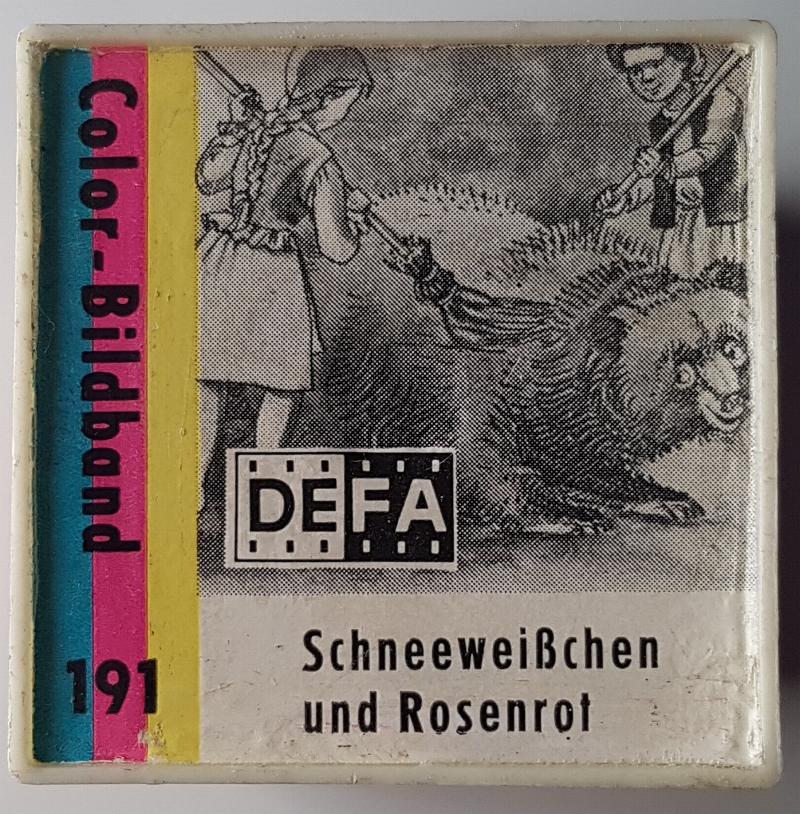 Color-Bildband
191
DEFA
Schneeweißchen
und Rosenrot